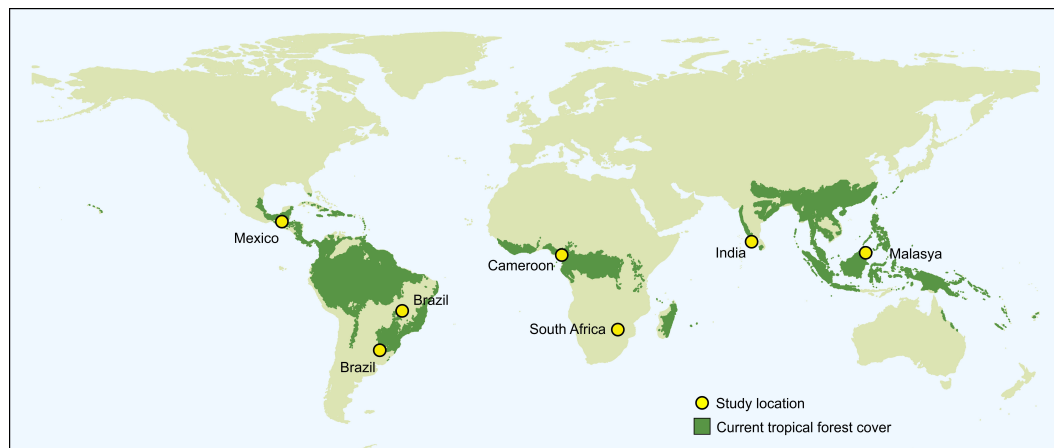 Mexico
Cameroon
India
Malasya
Brazil
South Africa
Brazil
Study location
Current tropical forest cover